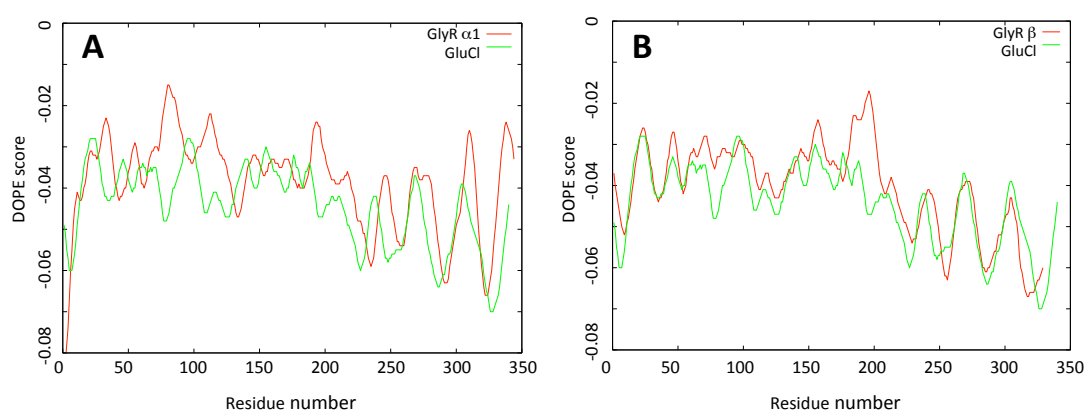 A
GlyR α1
GluCl
DOPE score
0
-0.02
-0.04
-0.06
-0.08
0 50 100 150 200 250 300 350
Residue number
B
GlyR β
GluCl
DOPE score
0
-0.02
-0.04
-0.06
-0.08
0 50 100 150 200 250 300 350
Residue number